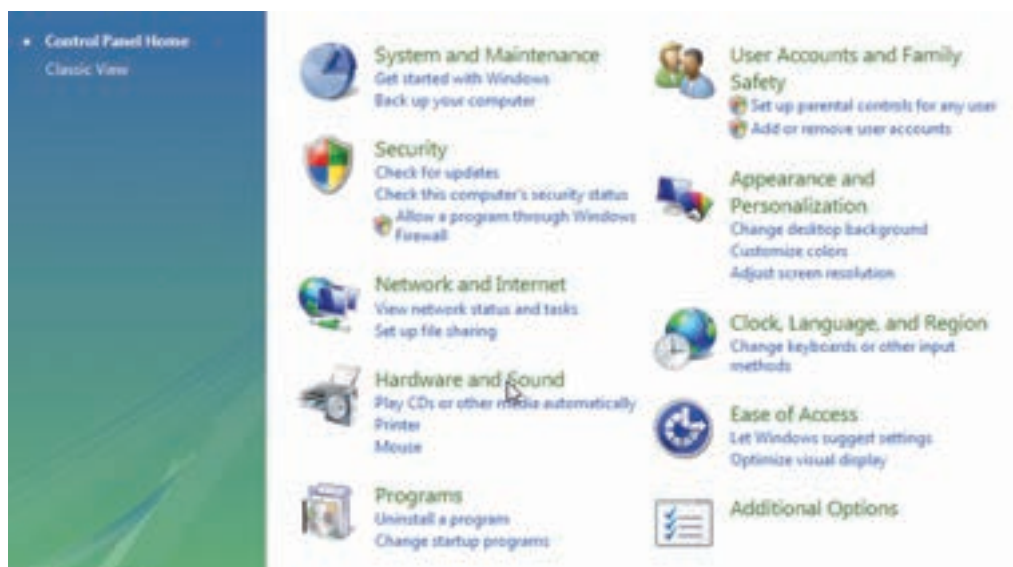 Control Panel Home
Classic View
System and Maintenance
Get started with Windows
Back up your computer
Security
Check for updates
Check this computer's security status
Allow a program through Windows
Firewall
Network and Internet
View network status and tasks
Set up file sharing
Hardware and Sound
Play CDs or other media automatically
Printer
Mouse
Programs
Uninstall a program
Change startup programs
User Accounts and Family
Safety
Set up parental controls for any user
Add or remove user accounts
Appearance and
Personalization
Change desktop background
Customize colors
Adjust screen resolution
Clock, Language, and Region
Change keyboards or other input
methods
Ease of Access
Let Windows suggest settings
Optimize visual display
Additional Options